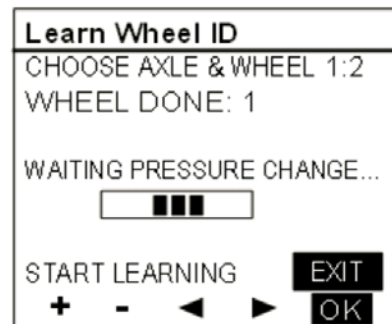 Learn Wheel ID
CHOOSE AXLE & WHEEL 1:2
WHEEL DONE: 1
WAITING PRESSURE CHANGE...
START LEARNING EXIT
+ - ◄ ► OK